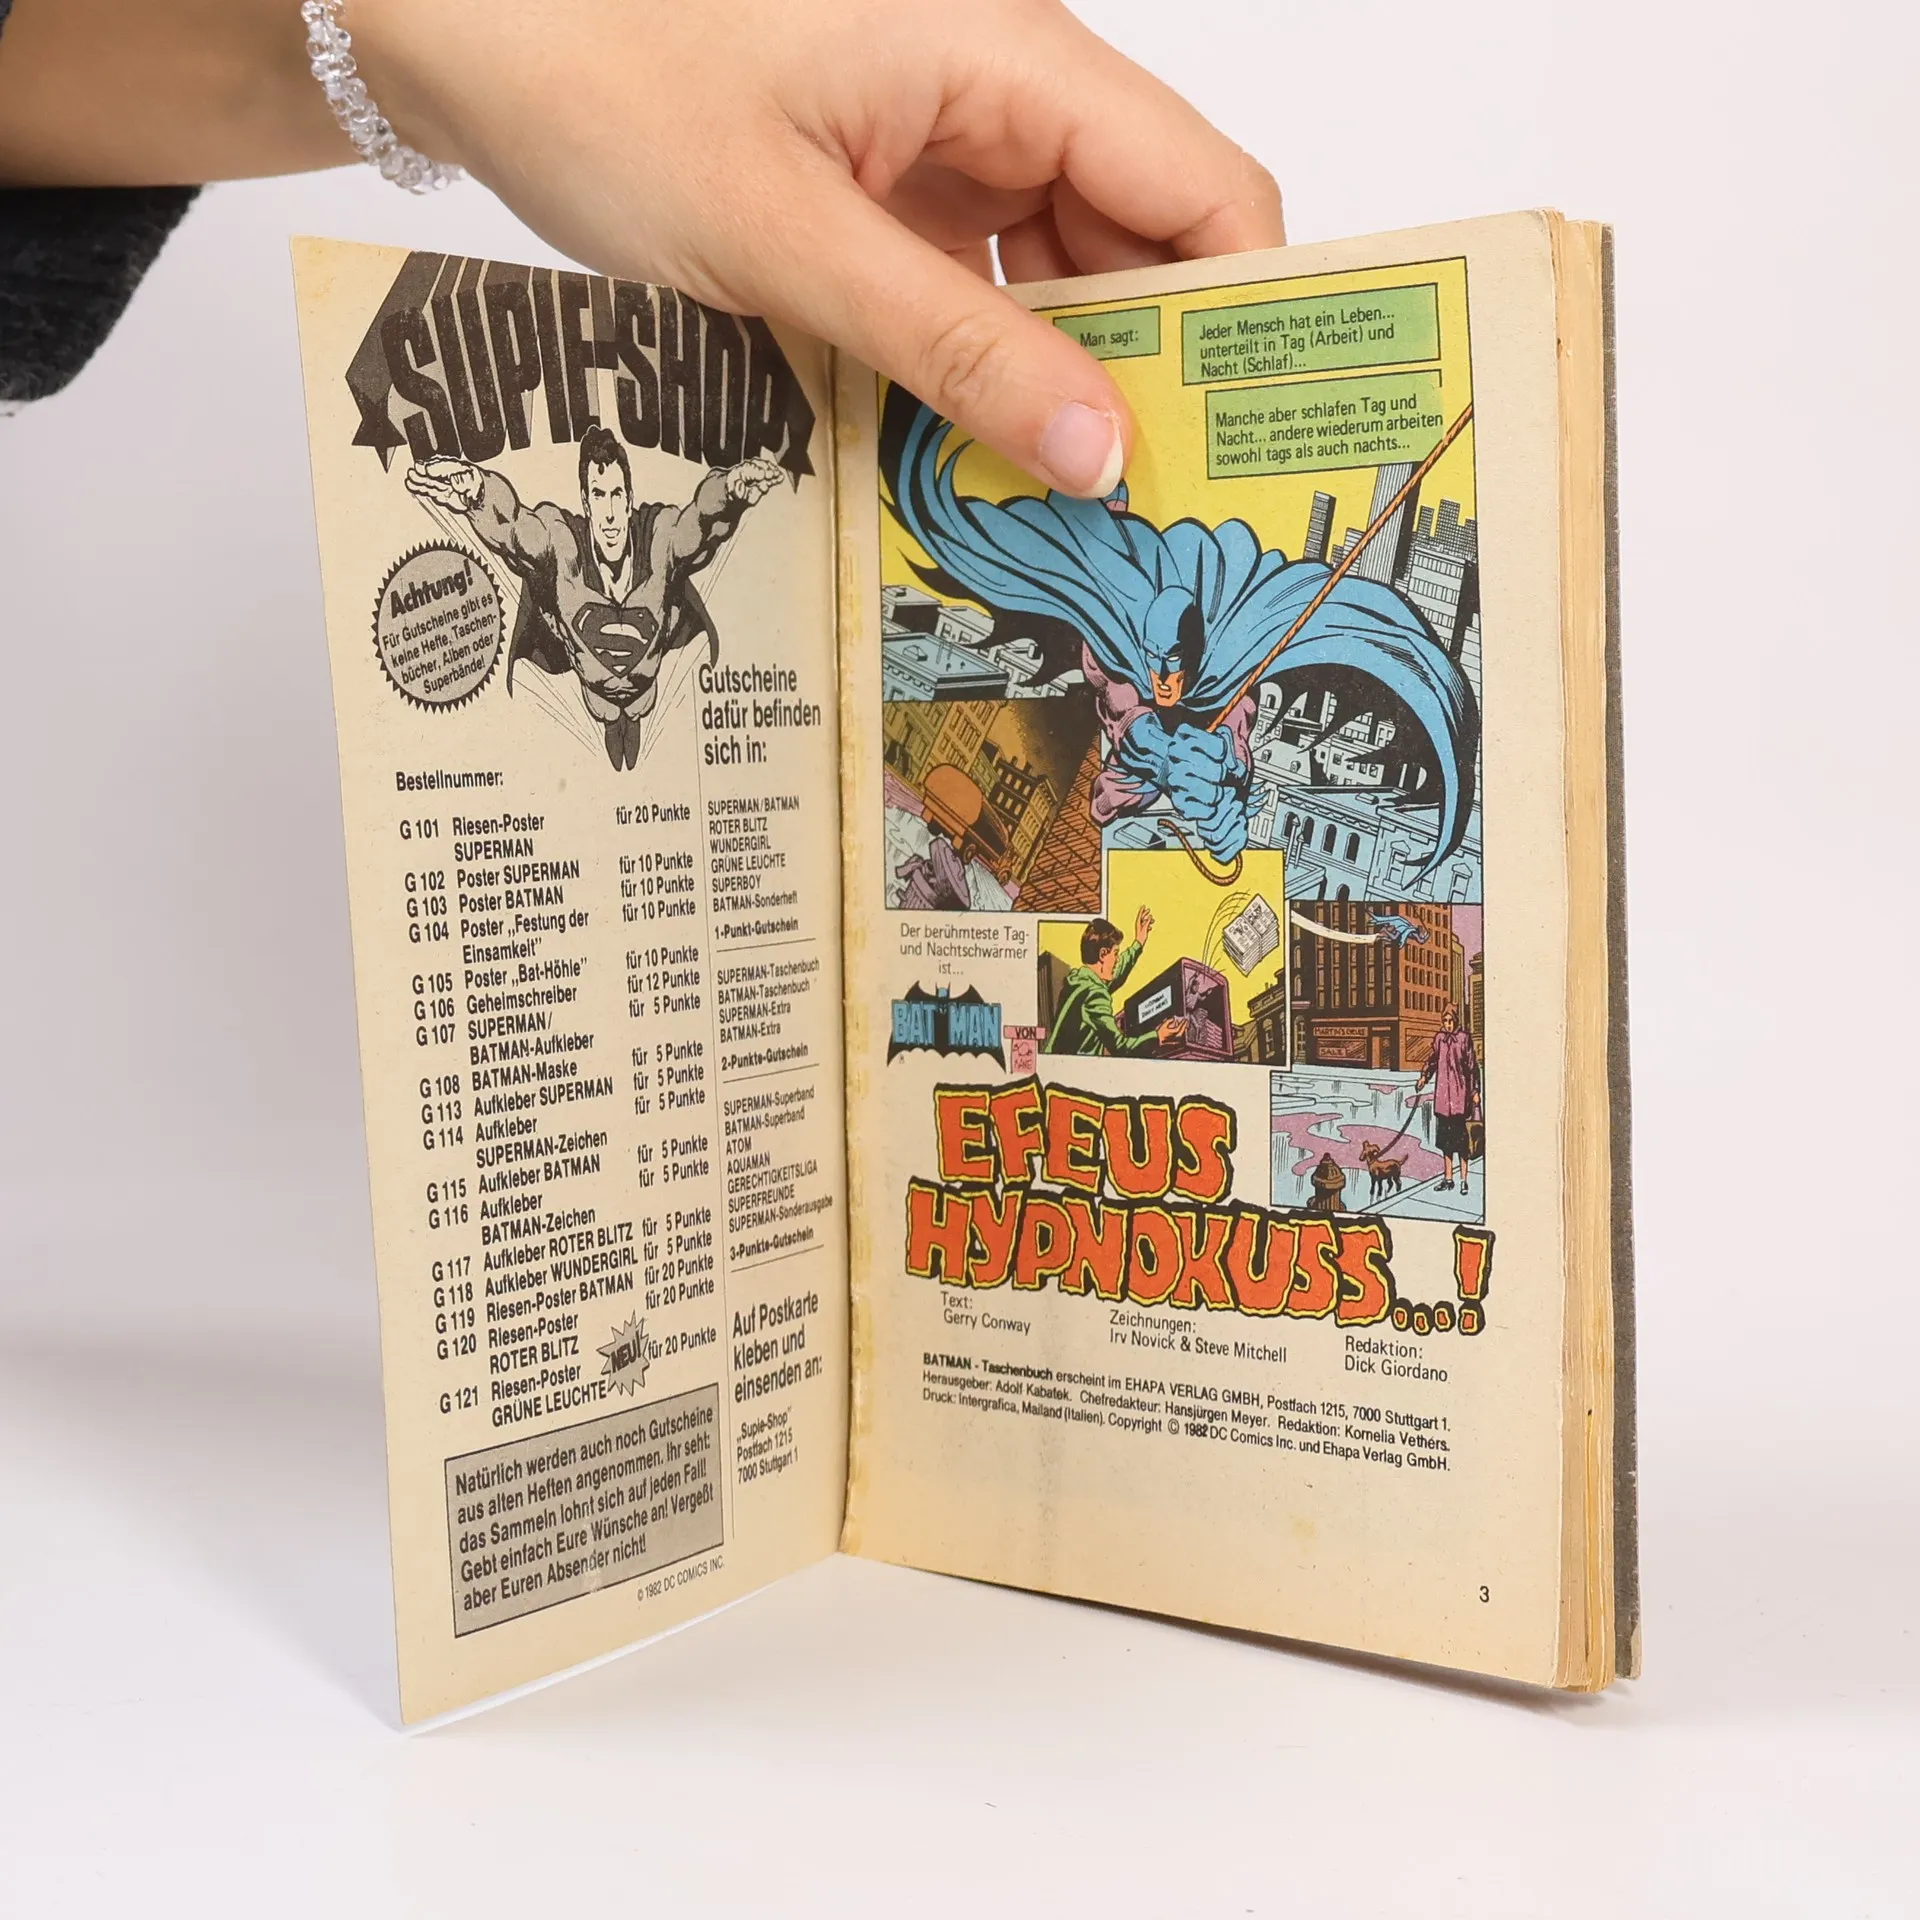 SUPIE-SHOP
Achtung!
Für Gutscheine gibt es
keine Hefte, Taschen-
bücher, Alben oder
Superbände!
Gutscheine
dafür befinden
sich in:
Bestellnummer:
G 101 Riesen-Poster für 20 Punkte
SUPERMAN
G 102 Poster SUPERMAN für 10 Punkte
G 103 Poster BATMAN für 10 Punkte
G 104 Poster „Festung der für 10 Punkte
Einsamkeit"
G 105 Poster „Bat-Höhle" für 10 Punkte
G 106 Geheimschreiber für 12 Punkte
G 107 SUPERMAN/ für 5 Punkte
BATMAN-Aufkleber
G 108 BATMAN-Maske für 5 Punkte
G 113 Aufkleber SUPERMAN für 5 Punkte
G 114 Aufkleber für 5 Punkte
SUPERMAN-Zeichen
G 115 Aufkleber BATMAN für 5 Punkte
G 116 Aufkleber für 5 Punkte
BATMAN-Zeichen
G 117 Aufkleber ROTER BLITZ für 5 Punkte
G 118 Aufkleber WUNDERGIRL für 5 Punkte
G 119 Riesen-Poster BATMAN für 20 Punkte
G 120 Riesen-Poster für 20 Punkte
ROTER BLITZ
G 121 Riesen-Poster NEU! für 20 Punkte
GRÜNE LEUCHTE
SUPERMAN/BATMAN
ROTER BLITZ
WUNDERGIRL
GRÜNE LEUCHTE
SUPERBOY
BATMAN-Sonderheft
1-Punkt-Gutschein
SUPERMAN-Taschenbuch
BATMAN-Taschenbuch
SUPERMAN-Extra
BATMAN-Extra
2-Punkte-Gutschein
SUPERMAN-Superband
BATMAN-Superband
ATOM
AQUAMAN
GERECHTIGKEITSLIGA
SUPERFREUNDE
SUPERMAN-Sonderausgabe
3-Punkte-Gutschein
Auf Postkarte
kleben und
einsenden an:
„Supie-Shop"
Postfach 1215
7000 Stuttgart 1
Natürlich werden auch noch Gutscheine
aus alten Heften angenommen. Ihr seht:
das Sammeln lohnt sich auf jeden Fall!
Gebt einfach Eure Wünsche an! Vergeßt
aber Euren Absender nicht!
© 1982 DC COMICS INC.
Man sagt:
Jeder Mensch hat ein Leben...
unterteilt in Tag (Arbeit) und
Nacht (Schlaf)...
Manche aber schlafen Tag und
Nacht... andere wiederum arbeiten
sowohl tags als auch nachts...
Der berühmteste Tag-
und Nachtschwärmer
ist...
BATMAN
VON
KANE
MARTIN'S
SALE
EFEUS
HYPNOKUSS...!
Text:
Gerry Conway
Zeichnungen:
Irv Novick & Steve Mitchell
Redaktion:
Dick Giordano
BATMAN - Taschenbuch erscheint im EHAPA VERLAG GMBH, Postfach 1215, 7000 Stuttgart 1.
Herausgeber: Adolf Kabatek. Chefredakteur: Hansjürgen Meyer. Redaktion: Kornelia Vethers.
Druck: Intergrafica, Mailand (Italien). Copyright © 1982 DC Comics Inc. und Ehapa Verlag GmbH.
3